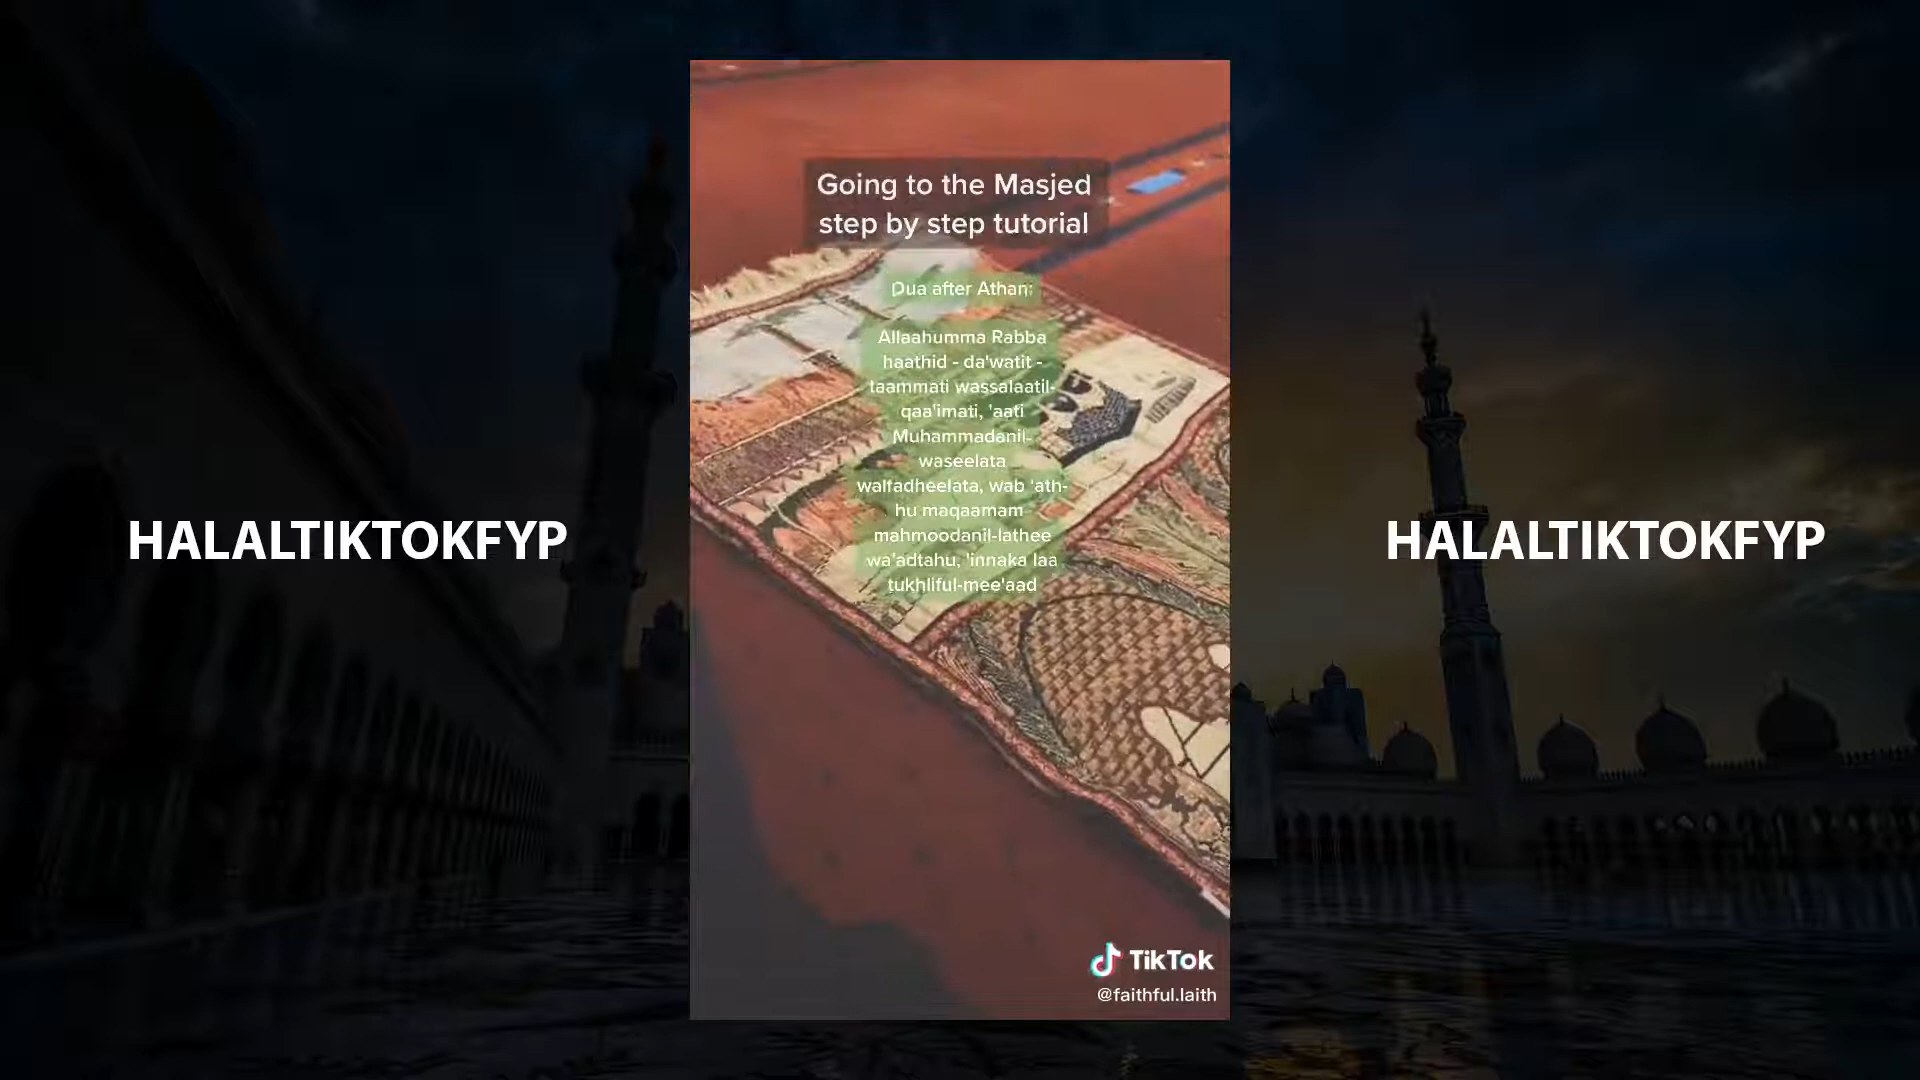 Going to the Masjed
step by step tutorial
Dua after Athan:
Allaahumma Rabba
haathid - da'watit -
taammati wassalaatil-
qaa'imati, 'aati
Muhammadanil-
waseelata
walfadheelata, wab 'ath-
hu maqaamam
mahmoodanil-lathee
wa'adtahu, 'innaka laa
tukhliful-mee'aad
HALALTIKTOKFYP
HALALTIKTOKFYP
TikTok
@faithful.laith